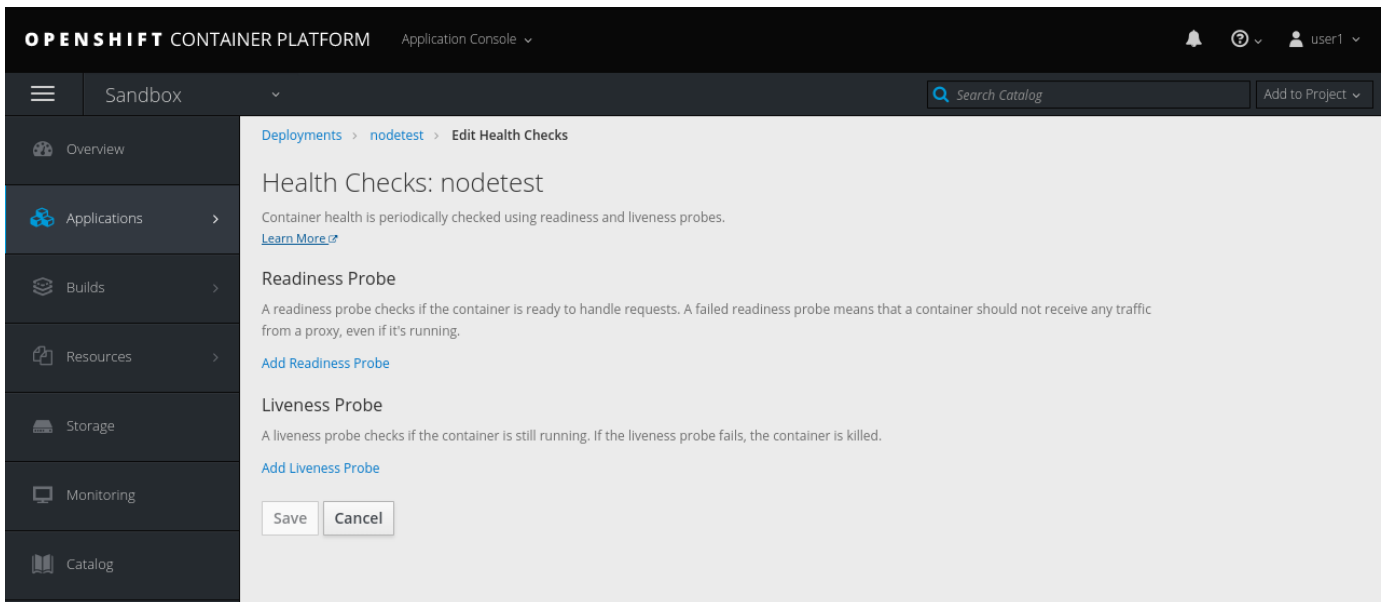 OPENSHIFT CONTAINER PLATFORM Application Console user1
Sandbox Search Catalog Add to Project
Overview
Applications
Builds
Resources
Storage
Monitoring
Catalog
Deployments > nodetest > Edit Health Checks
Health Checks: nodetest
Container health is periodically checked using readiness and liveness probes.
Learn More
Readiness Probe
A readiness probe checks if the container is ready to handle requests. A failed readiness probe means that a container should not receive any traffic
from a proxy, even if it's running.
Add Readiness Probe
Liveness Probe
A liveness probe checks if the container is still running. If the liveness probe fails, the container is killed.
Add Liveness Probe
Save Cancel